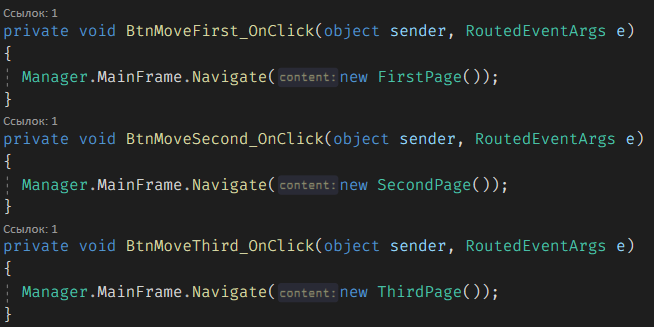 Ссылок: 1
private void BtnMoveFirst_OnClick(object sender, RoutedEventArgs e)
{
Manager.MainFrame.Navigate(content:new FirstPage());
}
Ссылок: 1
private void BtnMoveSecond_OnClick(object sender, RoutedEventArgs e)
{
Manager.MainFrame.Navigate(content:new SecondPage());
}
Ссылок: 1
private void BtnMoveThird_OnClick(object sender, RoutedEventArgs e)
{
Manager.MainFrame.Navigate(content:new ThirdPage());
}